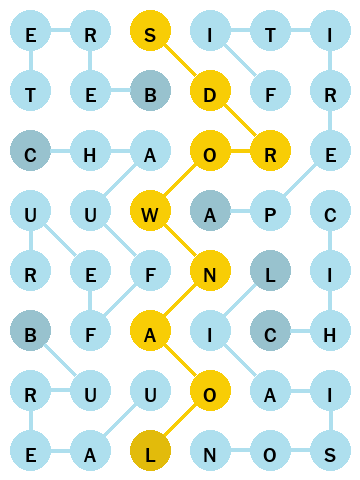 E R S I T I
T E B D F R
C H A O R E
U U W A P C
R E F N L I
B F A I C H
R U U O A I
E A L N O S